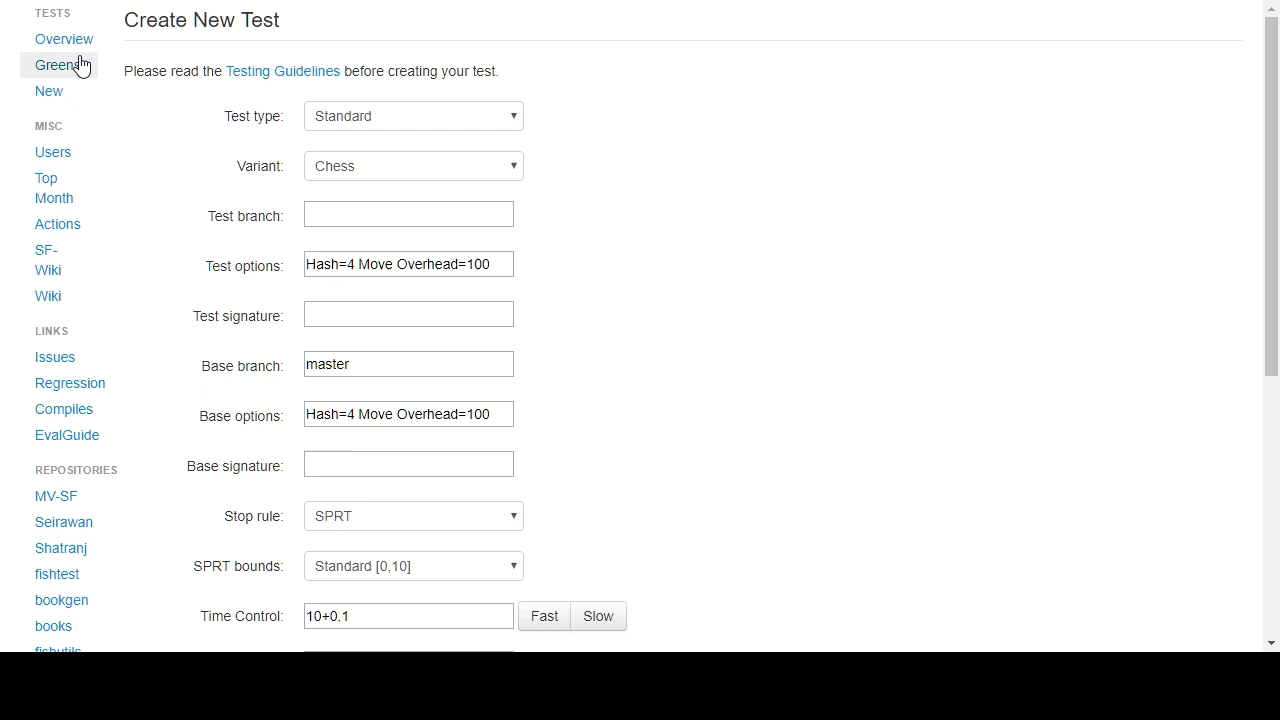 TESTS
Overview
Greens
New
MISC
Users
Top
Month
Actions
SF-
Wiki
Wiki
LINKS
Issues
Regression
Compiles
EvalGuide
REPOSITORIES
MV-SF
Seirawan
Shatranj
fishtest
bookgen
books
fishutils
Create New Test
Please read the Testing Guidelines before creating your test.
Test type: Standard
Variant: Chess
Test branch:
Test options: Hash=4 Move Overhead=100
Test signature:
Base branch: master
Base options: Hash=4 Move Overhead=100
Base signature:
Stop rule: SPRT
SPRT bounds: Standard [0,10]
Time Control: 10+0.1 Fast Slow